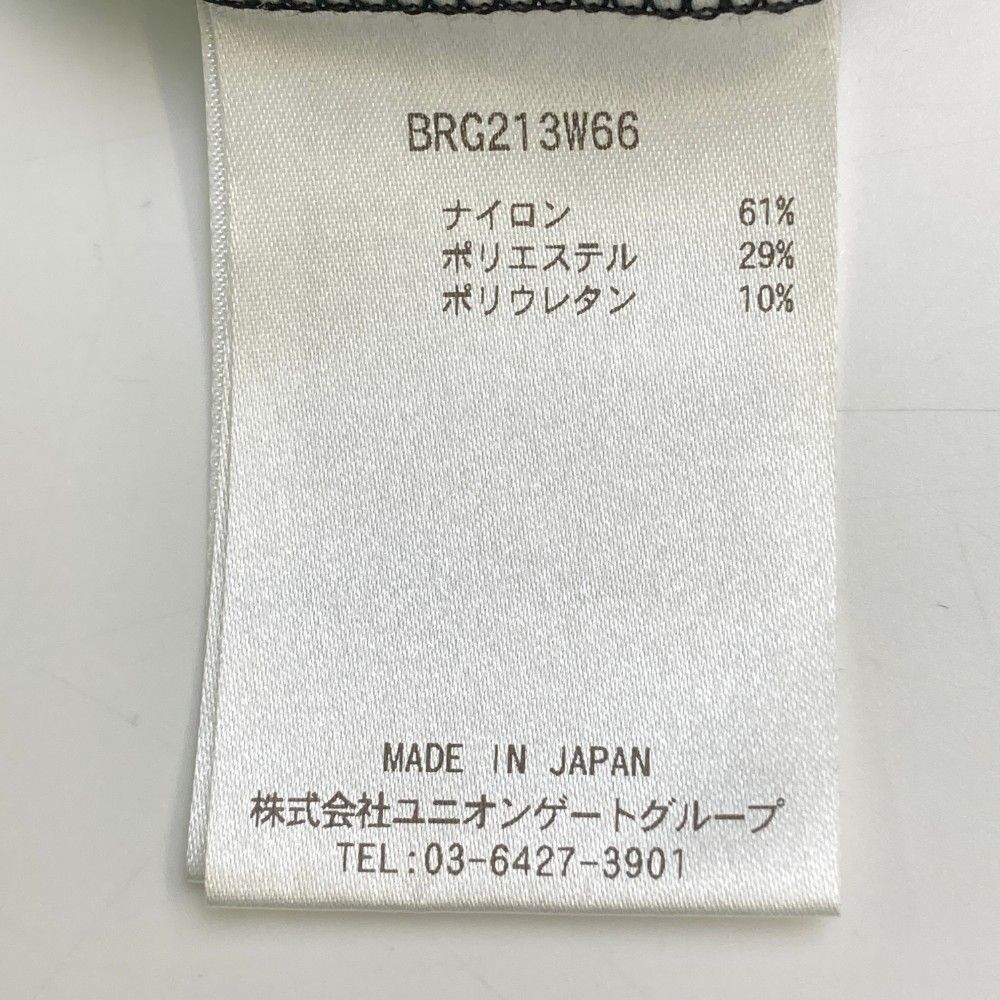 BRG213W66
ナイロン 61%
ポリエステル 29%
ポリウレタン 10%
MADE IN JAPAN
株式会社ユニオンゲートグループ
TEL:03-6427-3901